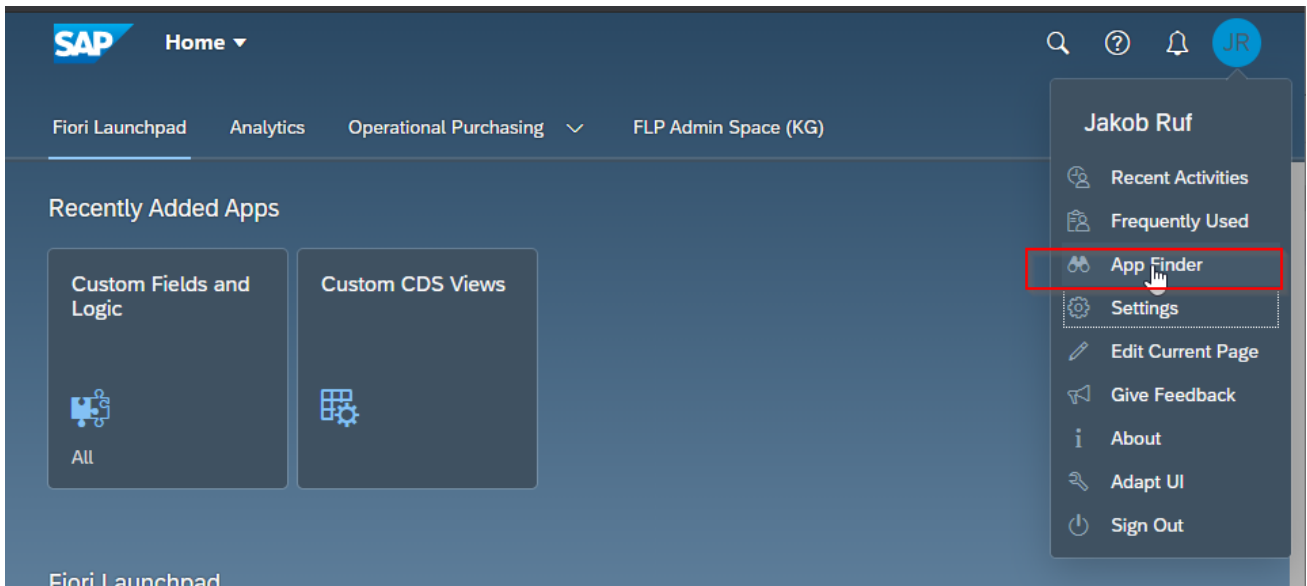 SAP Home
JR
Fiori Launchpad Analytics Operational Purchasing FLP Admin Space (KG)
Recently Added Apps
Custom Fields and
Logic
All
Custom CDS Views
Fiori Launchpad
Jakob Ruf
Recent Activities
Frequently Used
App Finder
Settings
Edit Current Page
Give Feedback
About
Adapt UI
Sign Out